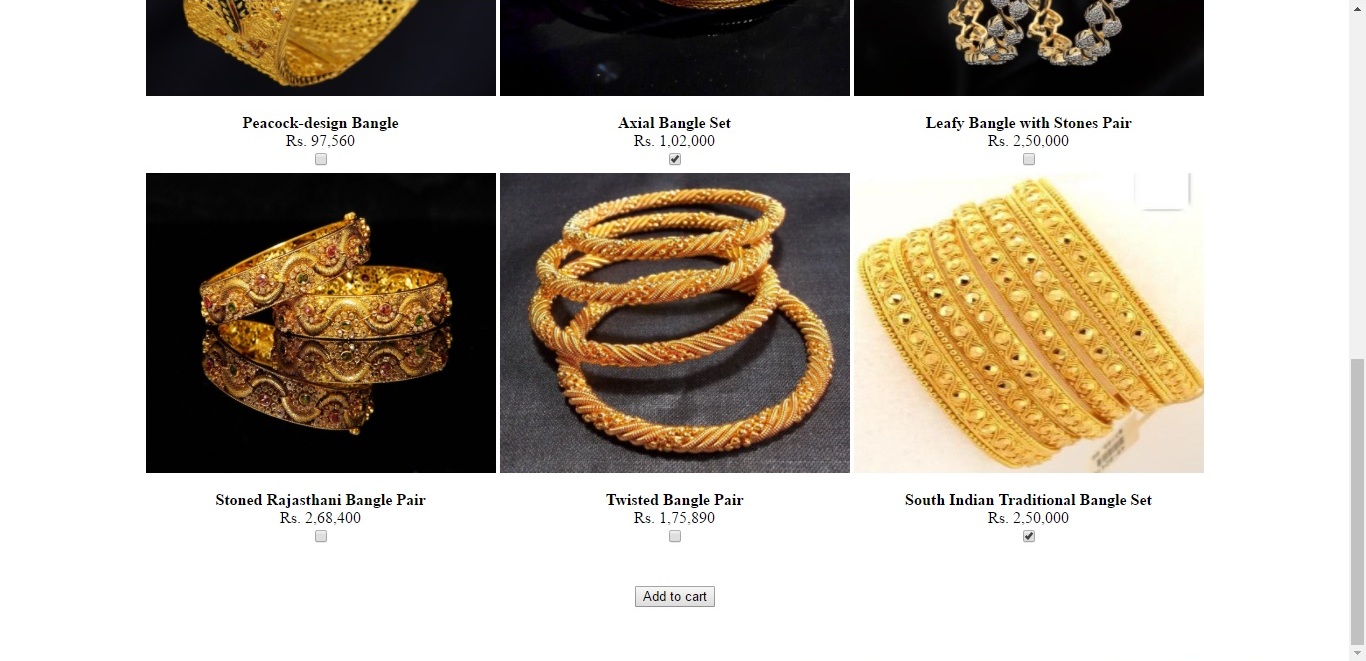 Peacock-design Bangle
Rs. 97,560
Axial Bangle Set
Rs. 1,02,000
Leafy Bangle with Stones Pair
Rs. 2,50,000
Stoned Rajasthani Bangle Pair
Rs. 2,68,400
Twisted Bangle Pair
Rs. 1,75,890
South Indian Traditional Bangle Set
Rs. 2,50,000
Add to cart